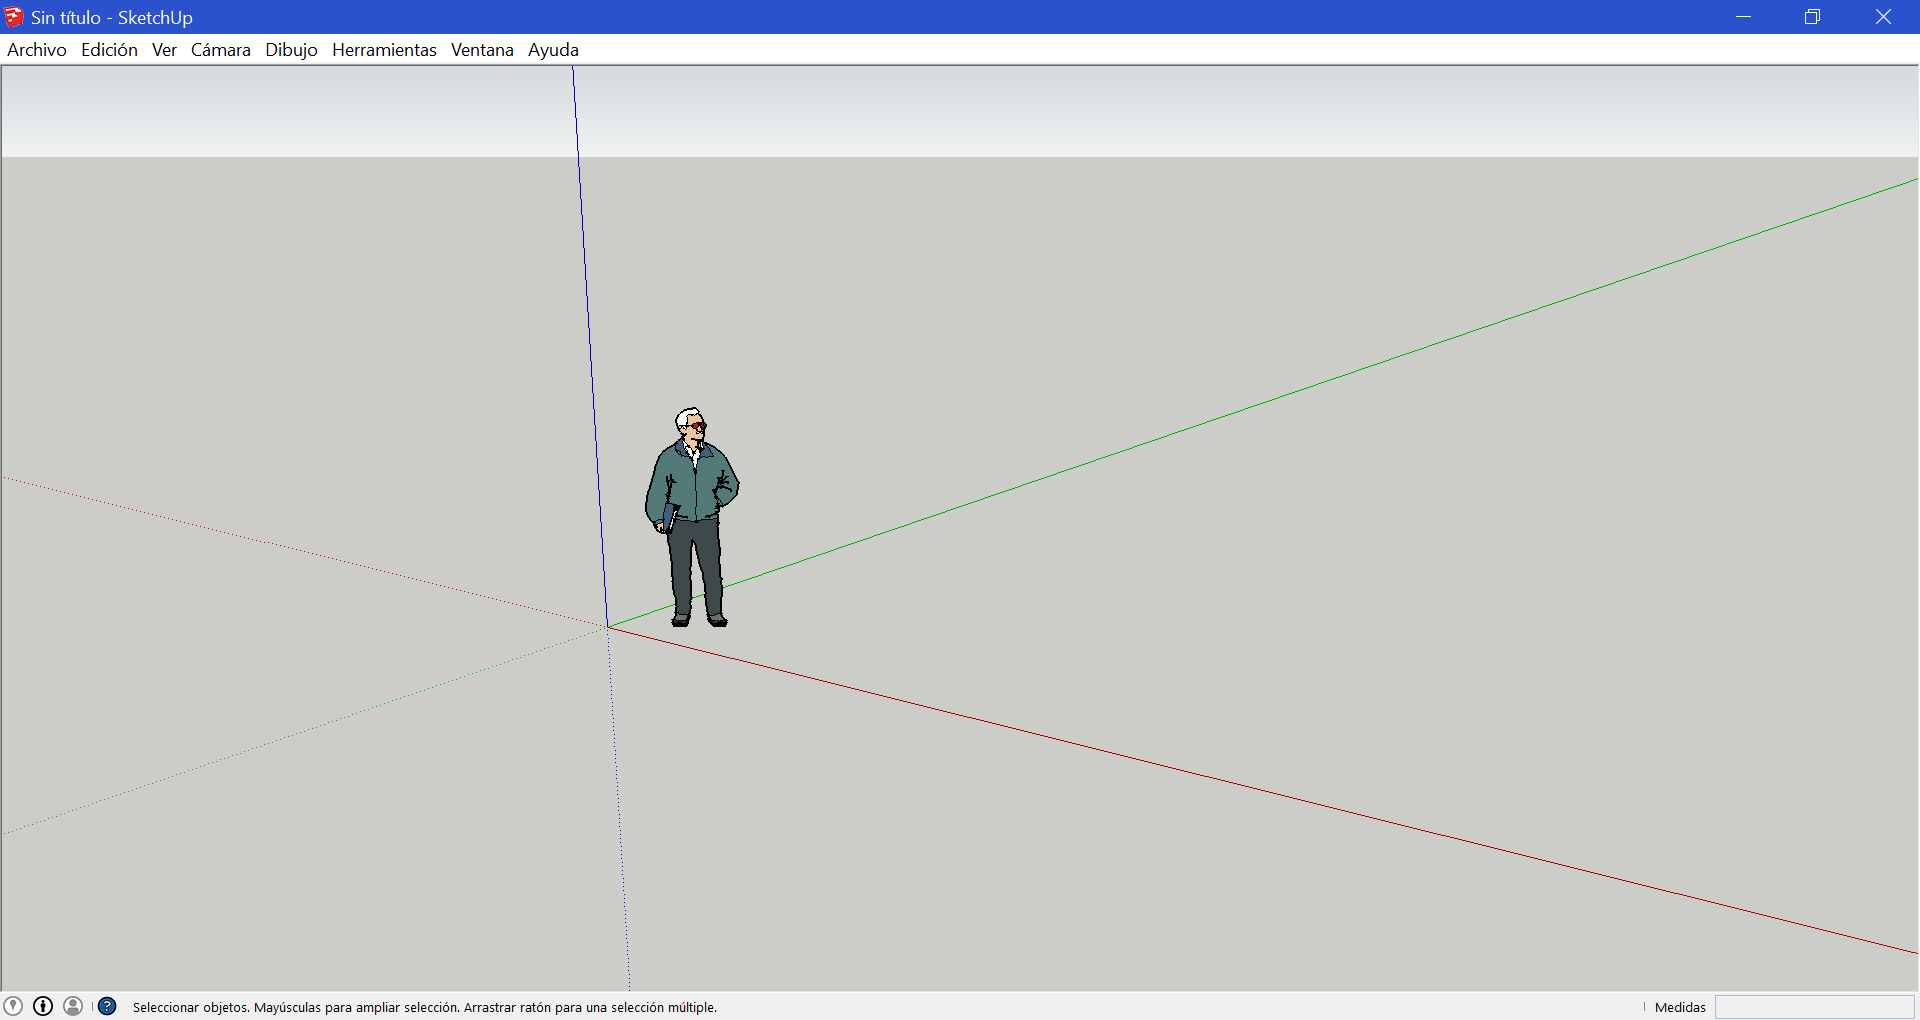 Sin título - SketchUp
Archivo Edición Ver Cámara Dibujo Herramientas Ventana Ayuda
Seleccionar objetos. Mayúsculas para ampliar selección. Arrastrar ratón para una selección múltiple. Medidas